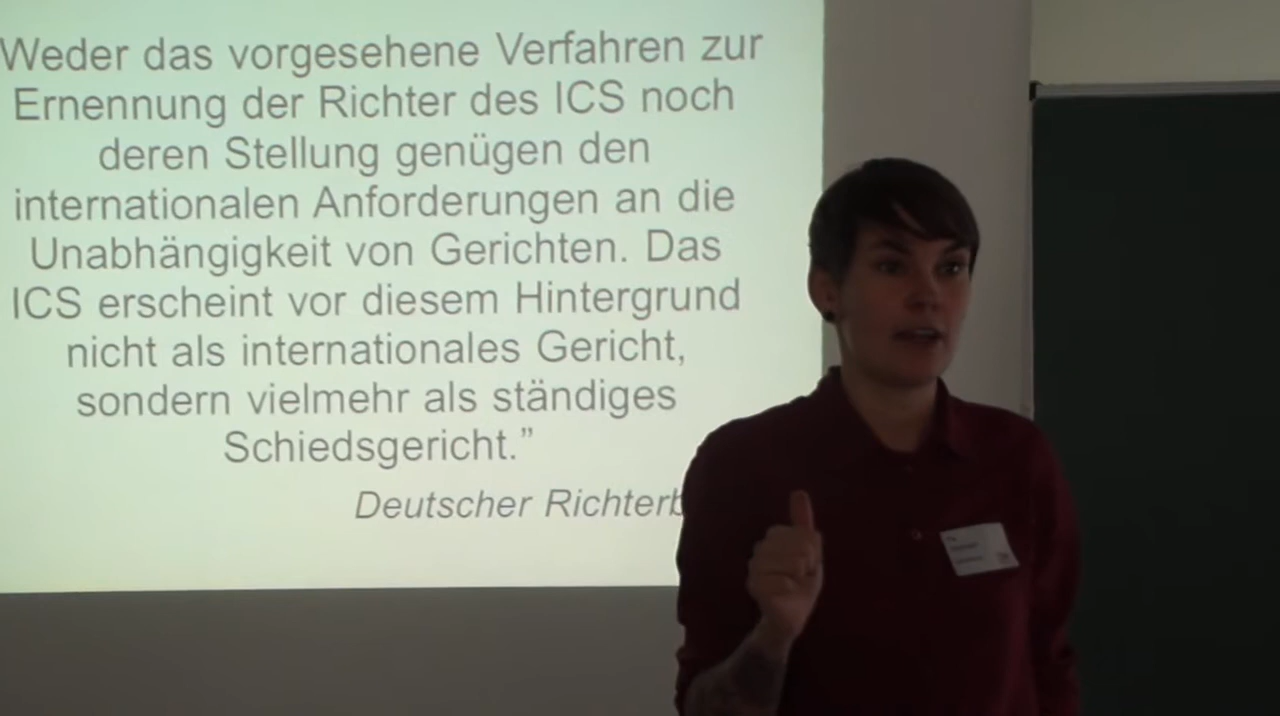 Weder das vorgesehene Verfahren zur
Ernennung der Richter des ICS noch
deren Stellung genügen den
internationalen Anforderungen an die
Unabhängigkeit von Gerichten. Das
ICS erscheint vor diesem Hintergrund
nicht als internationales Gericht,
sondern vielmehr als ständiges
Schiedsgericht.”
Deutscher